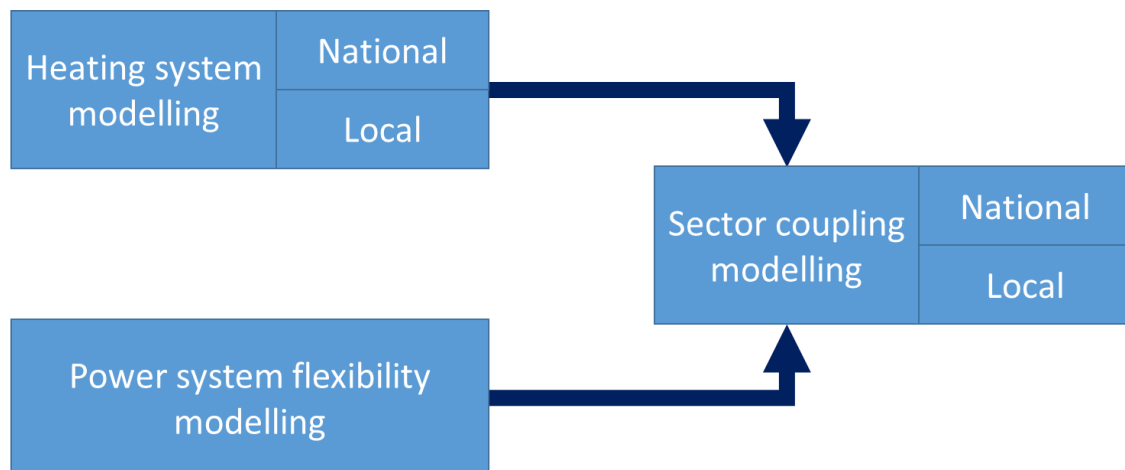 Heating system
modelling
National
Local
Sector coupling
modelling
National
Local
Power system flexibility
modelling